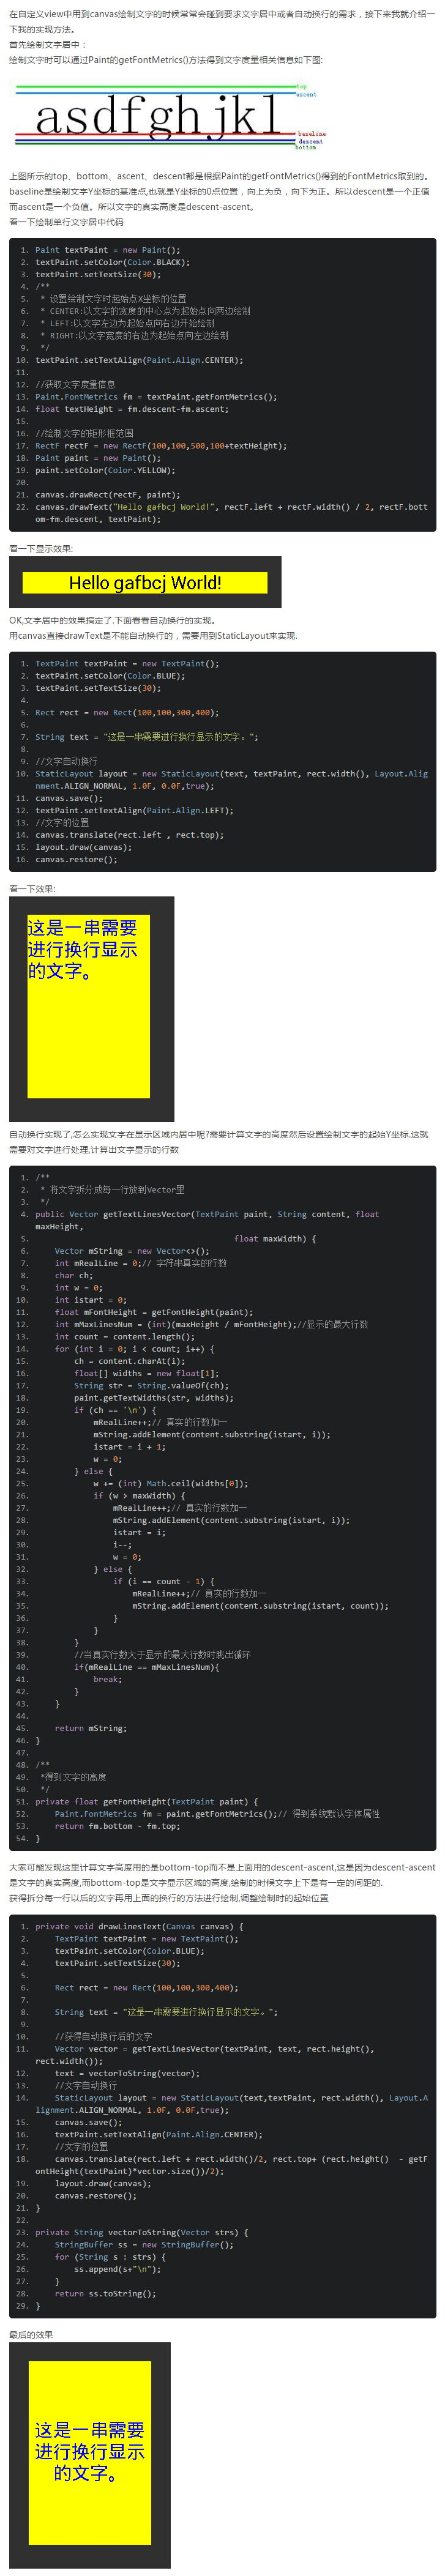 在自定义view中用到canvas绘制文字的时候常常会碰到要求文字居中或者自动换行的需求，接下来我就介绍一
下我的实现方法。
首先绘制文字居中：
绘制文字时可以通过Paint的getFontMetrics()方法得到文字度量相关信息如下图:
top
ascent
asdfghjkl
baseline
descent
bottom
上图所示的top、bottom、ascent、descent都是根据Paint的getFontMetrics()得到的FontMetrics取到的。
baseline是绘制文字Y坐标的基准点,也就是Y坐标的0点位置，向上为负，向下为正。所以descent是一个正值
而ascent是一个负值。所以文字的真实高度是descent-ascent。
看一下绘制单行文字居中代码
1. Paint textPaint = new Paint();
2. textPaint.setColor(Color.BLACK);
3. textPaint.setTextSize(30);
4. /**
5.  * 设置绘制文字时起始点X坐标的位置
6.  * CENTER:以文字的宽度的中心点为起始点向两边绘制
7.  * LEFT:以文字左边为起始点向右边开始绘制
8.  * RIGHT:以文字宽度的右边为起始点向左边绘制
9.  */
10. textPaint.setTextAlign(Paint.Align.CENTER);
11.
12. //获取文字度量信息
13. Paint.FontMetrics fm = textPaint.getFontMetrics();
14. float textHeight = fm.descent-fm.ascent;
15.
16. //绘制文字的矩形框范围
17. RectF rectF = new RectF(100,100,500,100+textHeight);
18. Paint paint = new Paint();
19. paint.setColor(Color.YELLOW);
20.
21. canvas.drawRect(rectF, paint);
22. canvas.drawText("Hello gafbcj World!", rectF.left + rectF.width() / 2, rectF.bott
om-fm.descent, textPaint);
看一下显示效果:
Hello gafbcj World!
OK,文字居中的效果搞定了.下面看看自动换行的实现。
用canvas直接drawText是不能自动换行的，需要用到StaticLayout来实现.
1. TextPaint textPaint = new TextPaint();
2. textPaint.setColor(Color.BLUE);
3. textPaint.setTextSize(30);
4.
5. Rect rect = new Rect(100,100,300,400);
6.
7. String text = "这是一串需要进行换行显示的文字。";
8.
9. //文字自动换行
10. StaticLayout layout = new StaticLayout(text, textPaint, rect.width(), Layout.Alig
nment.ALIGN_NORMAL, 1.0F, 0.0F,true);
11. canvas.save();
12. textPaint.setTextAlign(Paint.Align.LEFT);
13. //文字的位置
14. canvas.translate(rect.left , rect.top);
15. layout.draw(canvas);
16. canvas.restore();
看一下效果:
这是一串需要
进行换行显示
的文字。
自动换行实现了,怎么实现文字在显示区域内居中呢?需要计算文字的高度然后设置绘制文字的起始Y坐标.这就
需要对文字进行处理,计算出文字显示的行数
1. /**
2.  * 将文字拆分成每一行放到Vector里
3.  */
4. public Vector getTextLinesVector(TextPaint paint, String content, float
maxHeight,
5. float maxWidth) {
6.     Vector mString = new Vector<>();
7.     int mRealLine = 0;// 字符串真实的行数
8.     char ch;
9.     int w = 0;
10.     int istart = 0;
11.     float mFontHeight = getFontHeight(paint);
12.     int mMaxLinesNum = (int)(maxHeight / mFontHeight);//显示的最大行数
13.     int count = content.length();
14.     for (int i = 0; i < count; i++) {
15.         ch = content.charAt(i);
16.         float[] widths = new float[1];
17.         String str = String.valueOf(ch);
18.         paint.getTextWidths(str, widths);
19.         if (ch == '\n') {
20.             mRealLine++;// 真实的行数加一
21.             mString.addElement(content.substring(istart, i));
22.             istart = i + 1;
23.             w = 0;
24.         } else {
25.             w += (int) Math.ceil(widths[0]);
26.             if (w > maxWidth) {
27.                 mRealLine++;// 真实的行数加一
28.                 mString.addElement(content.substring(istart, i));
29.                 istart = i;
30.                 i--;
31.                 w = 0;
32.             } else {
33.                 if (i == count - 1) {
34.                     mRealLine++;// 真实的行数加一
35.                     mString.addElement(content.substring(istart, count));
36.                 }
37.             }
38.         }
39.         //当真实行数大于显示的最大行数时跳出循环
40.         if(mRealLine == mMaxLinesNum){
41.             break;
42.         }
43.     }
44.
45.     return mString;
46. }
47.
48. /**
49.  *得到文字的高度
50.  */
51. private float getFontHeight(TextPaint paint) {
52.     Paint.FontMetrics fm = paint.getFontMetrics();// 得到系统默认字体属性
53.     return fm.bottom - fm.top;
54. }
大家可能发现这里计算文字高度用的是bottom-top而不是上面用的descent-ascent,这是因为descent-ascent
是文字的真实高度,而bottom-top是文字显示区域的高度,绘制的时候文字上下是有一定的间距的.
获得拆分每一行以后的文字再用上面的换行的方法进行绘制,调整绘制时的起始位置
1. private void drawLinesText(Canvas canvas) {
2.     TextPaint textPaint = new TextPaint();
3.     textPaint.setColor(Color.BLUE);
4.     textPaint.setTextSize(30);
5.
6.     Rect rect = new Rect(100,100,300,400);
7.
8.     String text = "这是一串需要进行换行显示的文字。";
9.
10.     //获得自动换行后的文字
11.     Vector vector = getTextLinesVector(textPaint, text, rect.height(),
rect.width());
12.     text = vectorToString(vector);
13.     //文字自动换行
14.     StaticLayout layout = new StaticLayout(text,textPaint, rect.width(), Layout.A
lignment.ALIGN_NORMAL, 1.0F, 0.0F,true);
15.     canvas.save();
16.     textPaint.setTextAlign(Paint.Align.CENTER);
17.     //文字的位置
18.     canvas.translate(rect.left + rect.width()/2, rect.top+ (rect.height()  - getF
ontHeight(textPaint)*vector.size())/2);
19.     layout.draw(canvas);
20.     canvas.restore();
21. }
22.
23. private String vectorToString(Vector strs) {
24.     StringBuffer ss = new StringBuffer();
25.     for (String s : strs) {
26.         ss.append(s+"\n");
27.     }
28.     return ss.toString();
29. }
最后的效果
这是一串需要
进行换行显示
的文字。